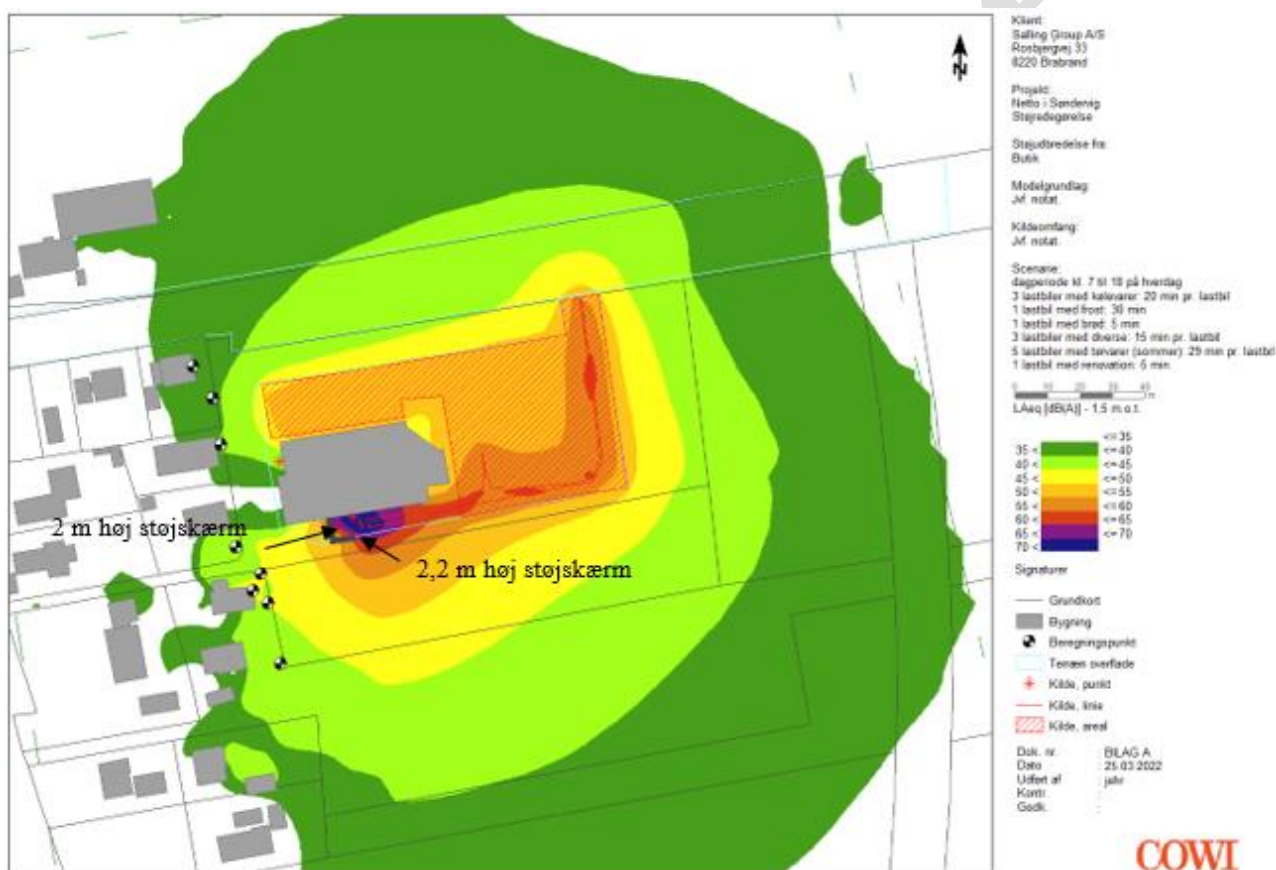 N
2 m høj støjskærm
2,2 m høj støjskærm
Klient:
Salling Group A/S
Rosbjergvej 33
8220 Brabrand
Projekt:
Netto i Søndervig
Støjredegørelse
Støjudbredelse fra:
Butik
Modelgrundlag:
Jvf. notat.
Kildeomfang:
Jvf. notat.
Scenarie:
dagperiode kl. 7 til 18 på hverdag
3 lastbiler med kølevarer: 20 min pr. lastbil
1 lastbil med frost: 30 min
1 lastbil med brød: 5 min
3 lastbiler med diverse: 15 min pr. lastbil
5 lastbiler med tørvarer (sommer): 29 min pr. lastbil
1 lastbil med renovation: 5 min
0 10 20 30 40
m
LAeq [dB(A)] - 1.5 m.o.t.
<= 35
35 < <= 40
40 < <= 45
45 < <= 50
50 < <= 55
55 < <= 60
60 < <= 65
65 < <= 70
70 <
Signaturer
Grundkort
Bygning
Beregningspunkt
Terræn overflade
Kilde, punkt
Kilde, linie
Kilde, areal
Dok. nr. : BILAG A
Dato : 25.03.2022
Udført af : jahr
Kontr. :
Godk. :
COWI